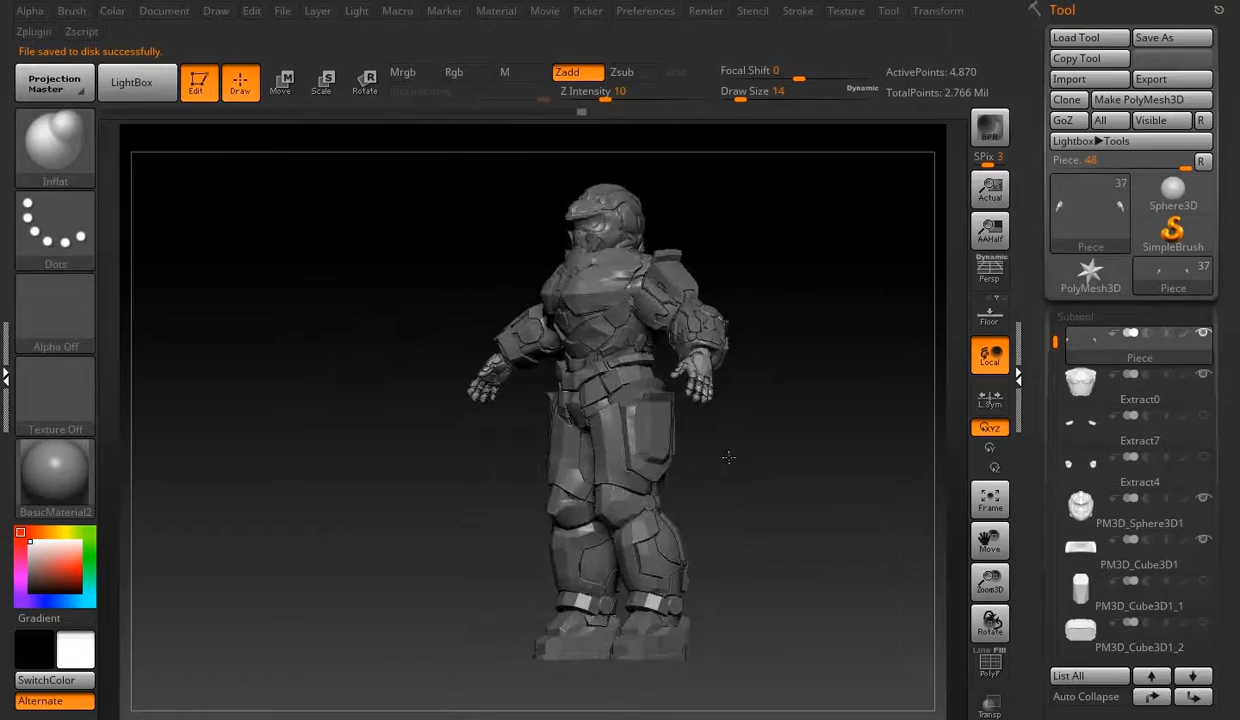 Alpha Brush Color Document Draw Edit File Layer Light Macro Marker Material Movie Picker Preferences Render Stencil Stroke Texture Tool Transform
Zplugin Zscript
File saved to disk successfully.
Projection Master
LightBox
Edit
Draw
Move
Scale
Rotate
Mrgb Rgb M
Rgb Intensity
Zadd Zsub
Z Intensity 10
Focal Shift 0
Draw Size 14
Dynamic
ActivePoints: 4,870
TotalPoints: 2.766 Mil
Inflat
Dots
Alpha Off
Texture Off
BasicMaterial2
Gradient
SwitchColor
Alternate
BPR
SPix 3
Actual
AAHalf
Dynamic
Persp
Floor
Local
L.Sym
XYZ
Frame
Move
Zoom3D
Rotate
Line Fill
PolyF
Transp
Tool
Load Tool Save As
Copy Tool
Import Export
Clone Make PolyMesh3D
GoZ All Visible R
Lightbox▶Tools
Piece. 48 R
37
Piece
Sphere3D
SimpleBrush
PolyMesh3D
37
Piece
Subtool
Piece
Extract0
Extract7
Extract4
PM3D_Sphere3D1
PM3D_Cube3D1
PM3D_Cube3D1_1
PM3D_Cube3D1_2
List All
Auto Collapse